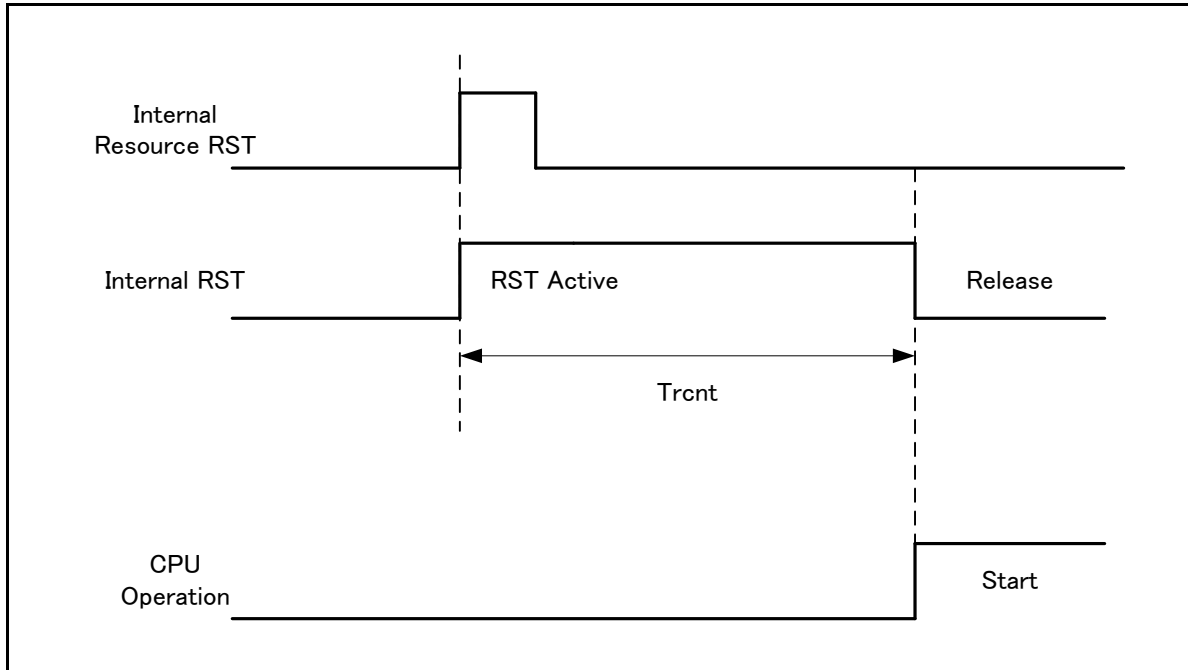 Internal
Resource RST
Internal RST
RST Active
Release
Trcnt
CPU
Operation
Start